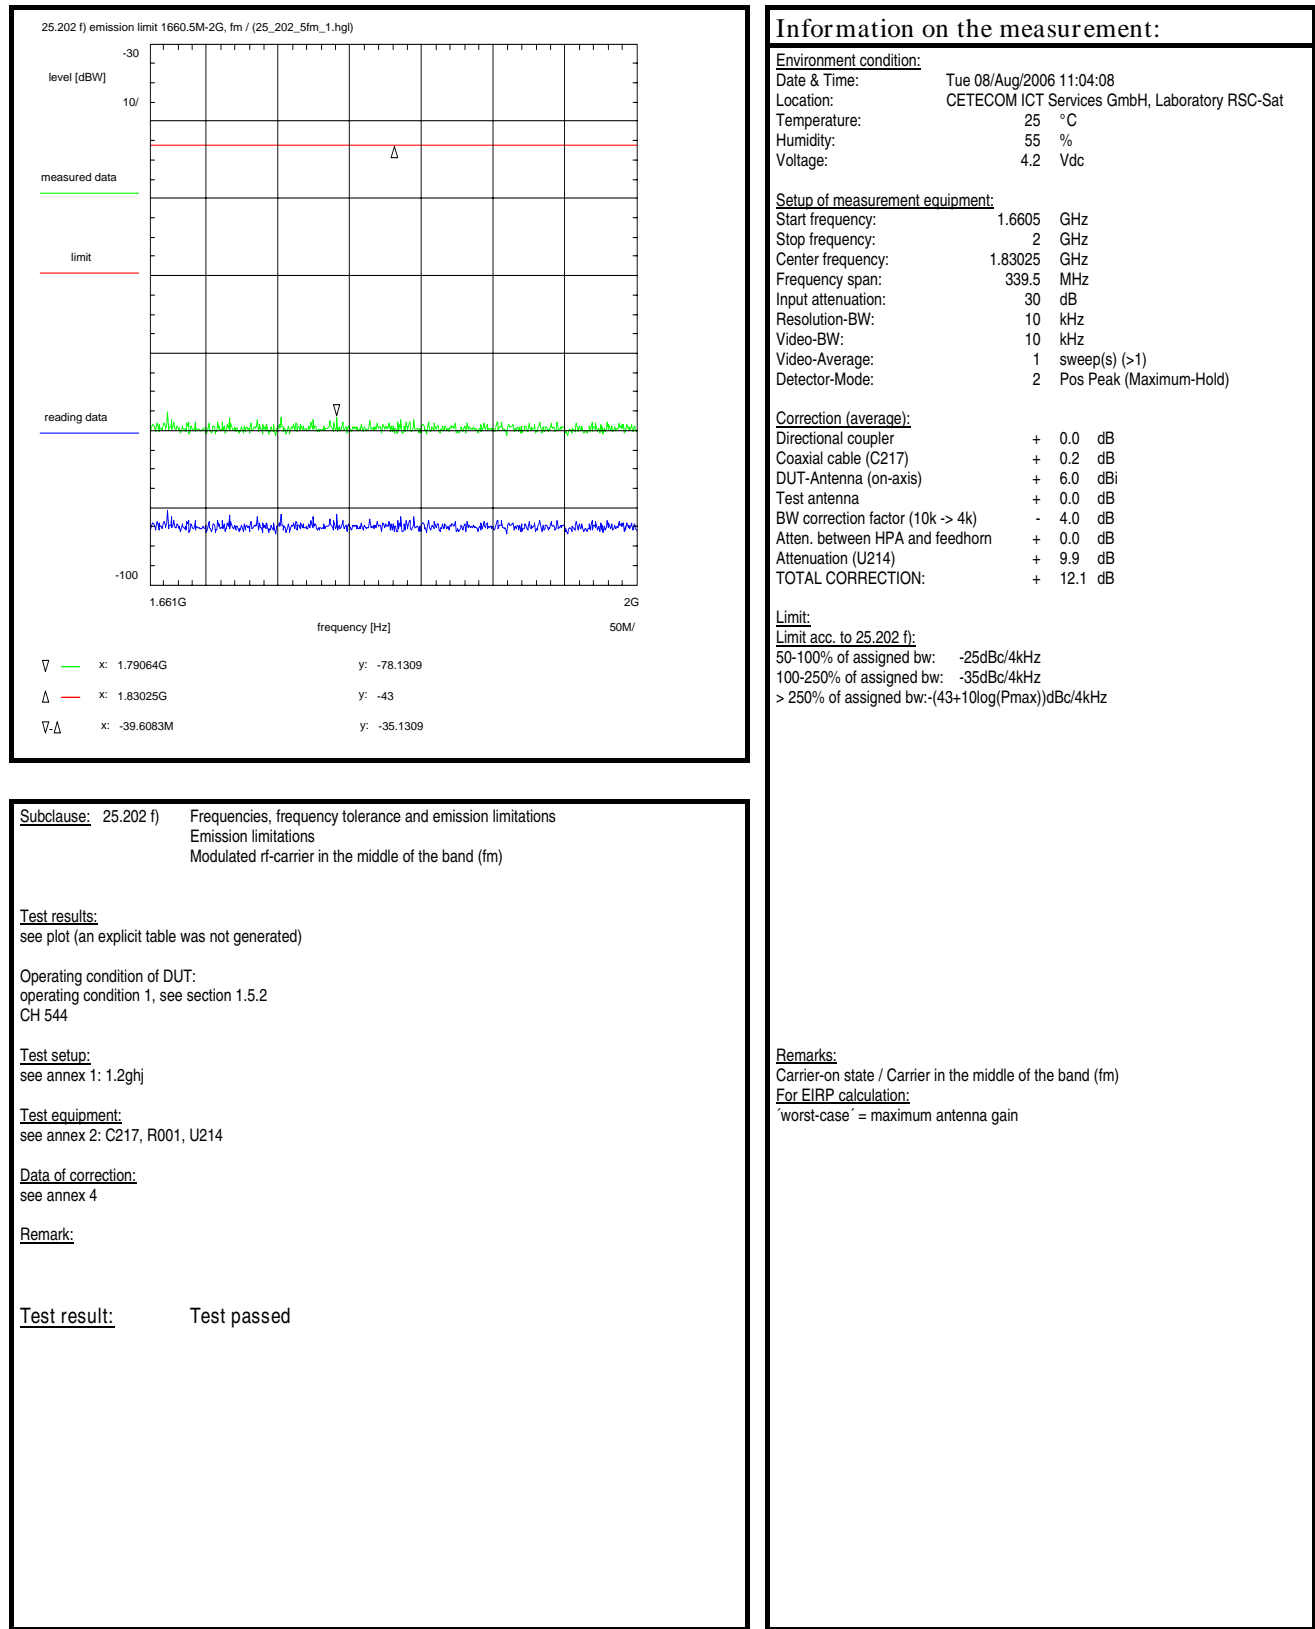 25.202 f) emission limit 1660.5M-2G, fm / (25_202_5fm_1.hgl)
-30
level [dBW]
10/
measured data
limit
reading data
-100
1.661G
2G
frequency [Hz]
50M/
∇ x: 1.79064G y: -78.1309
Δ x: 1.83025G y: -43
∇-Δ x: -39.6083M y: -35.1309
Subclause: 25.202 f) Frequencies, frequency tolerance and emission limitations
Emission limitations
Modulated rf-carrier in the middle of the band (fm)
Test results:
see plot (an explicit table was not generated)
Operating condition of DUT:
operating condition 1, see section 1.5.2
CH 544
Test setup:
see annex 1: 1.2ghj
Test equipment:
see annex 2: C217, R001, U214
Data of correction:
see annex 4
Remark:
Test result: Test passed
Information on the measurement:
Environment condition:
Date & Time: Tue 08/Aug/2006 11:04:08
Location: CETECOM ICT Services GmbH, Laboratory RSC-Sat
Temperature: 25 °C
Humidity: 55 %
Voltage: 4.2 Vdc
Setup of measurement equipment:
Start frequency: 1.6605 GHz
Stop frequency: 2 GHz
Center frequency: 1.83025 GHz
Frequency span: 339.5 MHz
Input attenuation: 30 dB
Resolution-BW: 10 kHz
Video-BW: 10 kHz
Video-Average: 1 sweep(s) (>1)
Detector-Mode: 2 Pos Peak (Maximum-Hold)
Correction (average):
Directional coupler + 0.0 dB
Coaxial cable (C217) + 0.2 dB
DUT-Antenna (on-axis) + 6.0 dBi
Test antenna + 0.0 dB
BW correction factor (10k -> 4k) - 4.0 dB
Atten. between HPA and feedhorn + 0.0 dB
Attenuation (U214) + 9.9 dB
TOTAL CORRECTION: + 12.1 dB
Limit:
Limit acc. to 25.202 f):
50-100% of assigned bw: -25dBc/4kHz
100-250% of assigned bw: -35dBc/4kHz
> 250% of assigned bw:-(43+10log(Pmax))dBc/4kHz
Remarks:
Carrier-on state / Carrier in the middle of the band (fm)
For EIRP calculation:
´worst-case´ = maximum antenna gain